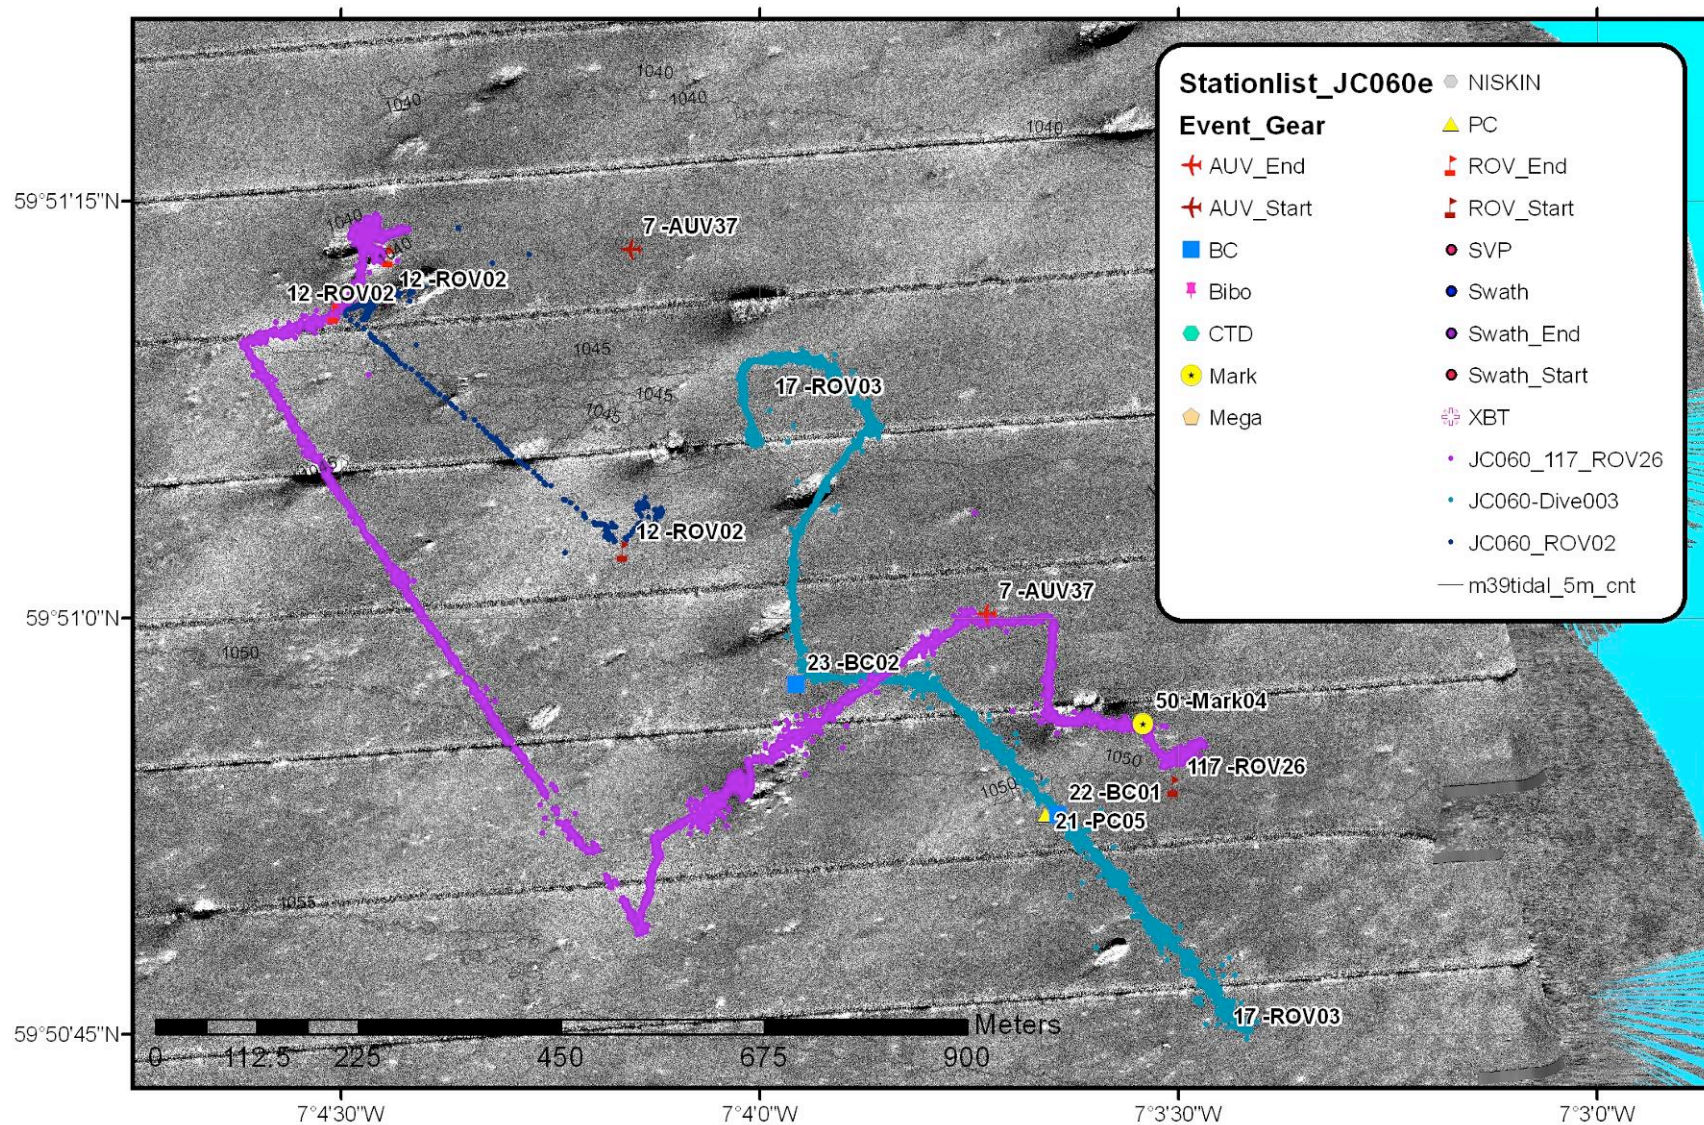 Stationlist_JC060e
Event_Gear
AUV_End
AUV_Start
BC
Bibo
CTD
Mark
Mega
NISKIN
PC
ROV_End
ROV_Start
SVP
Swath
Swath_End
Swath_Start
XBT
JC060_117_ROV26
JC060-Dive003
JC060_ROV02
m39tidal_5m_cnt
1040
1040
1040
1040
59°51'15"N
1040
7 -AUV37
1040
12 -ROV02
12 -ROV02
1045
17 -ROV03
1045
1045
1045
12 -ROV02
7 -AUV37
59°51'0"N
1050
23 -BC02
50 -Mark04
1050
117 -ROV26
1050
22 -BC01
21 -PC05
1055
17 -ROV03
59°50'45"N
Meters
0 112.5 225 450 675 900
7°4'30"W 7°4'0"W 7°3'30"W 7°3'0"W